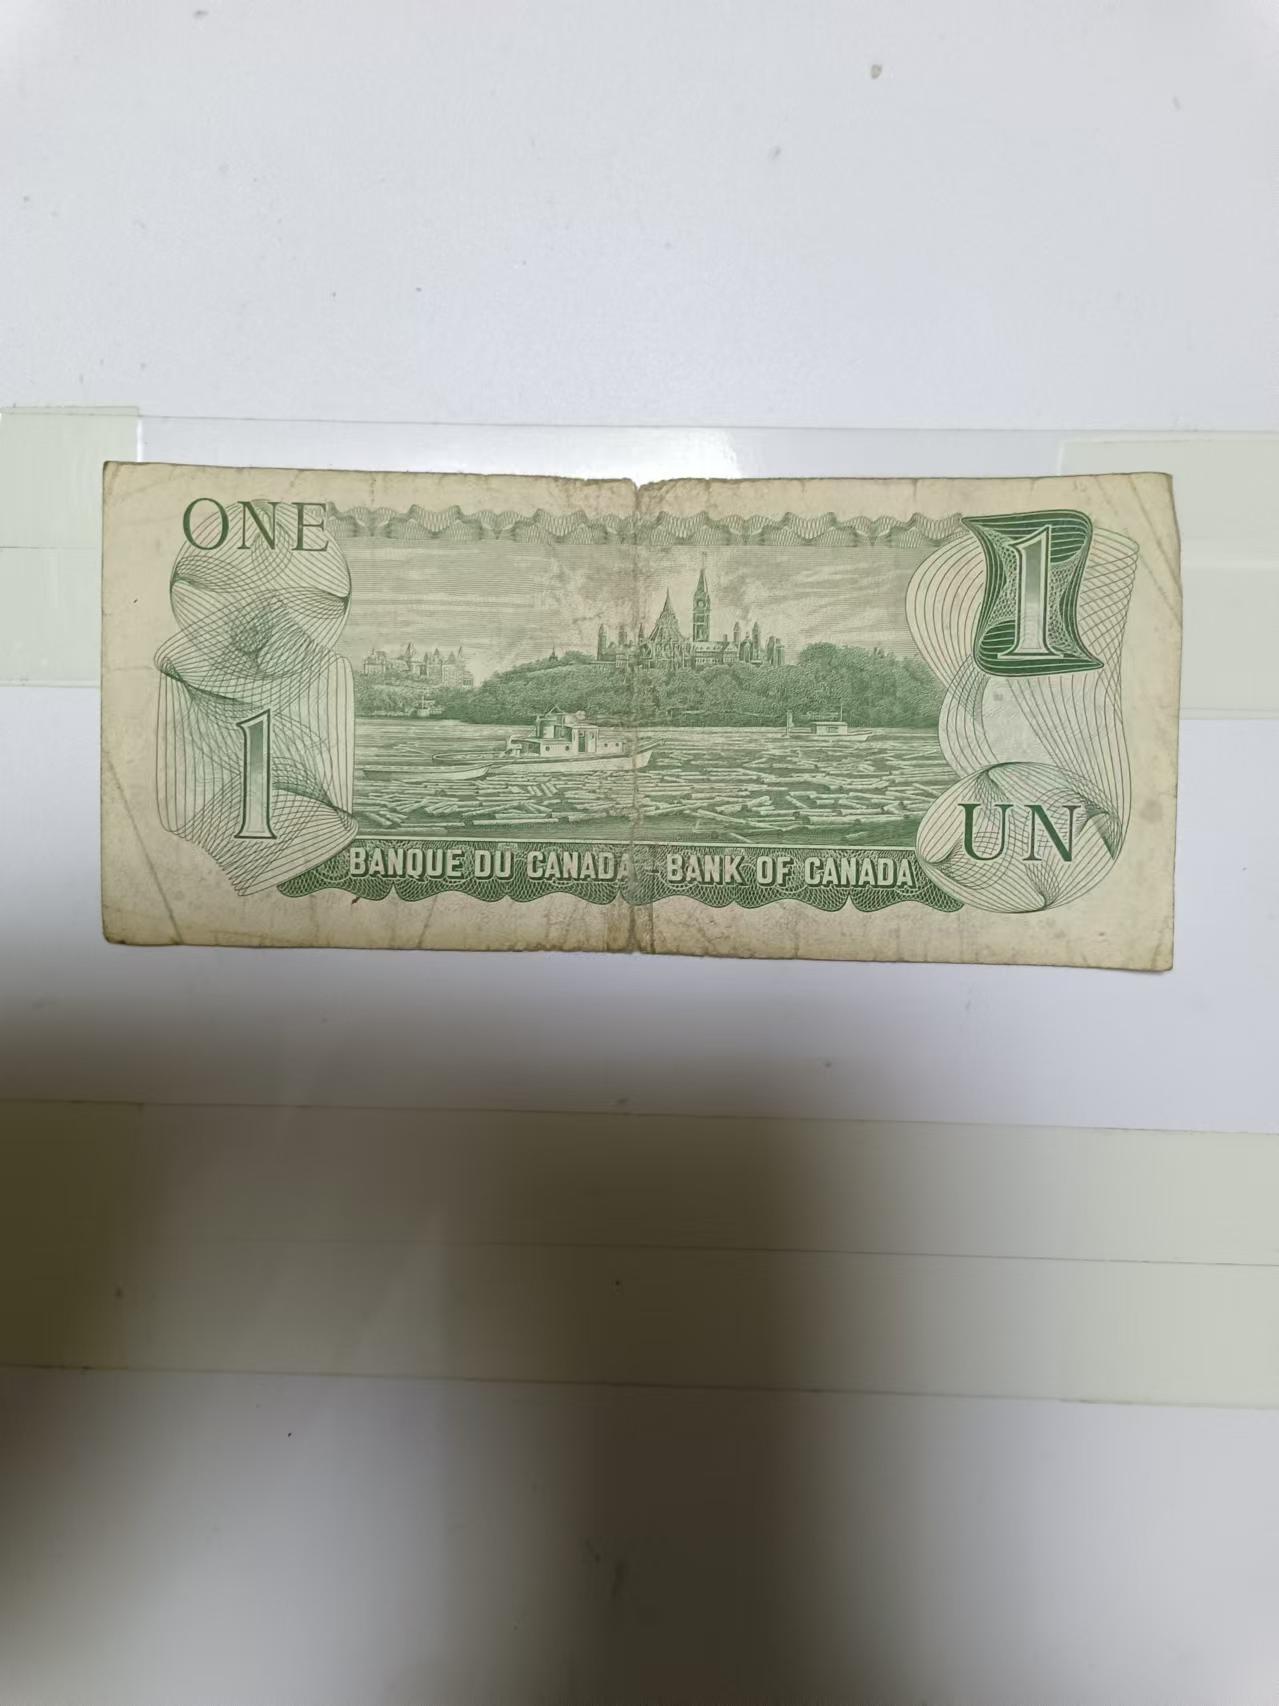 ONE
1
1
UN
BANQUE DU CANADA - BANK OF CANADA